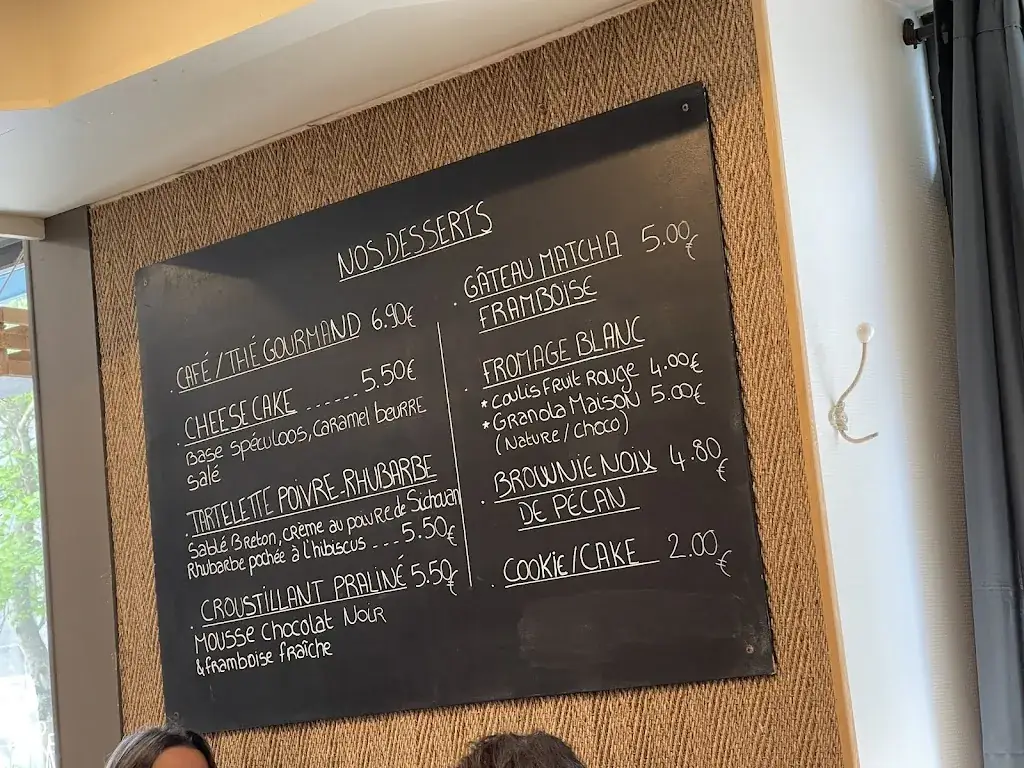 NOS DESSERTS
. CAFÉ / THÉ GOURMAND 6.90€
. CHEESECAKE ...... 5.50€
Base spéculoos, caramel beurre
salé
. TARTELETTE POIVRE-RHUBARBE
Sablé Breton, crème au poivre de Sichouan
Rhubarbe pochée à l'hibiscus ... 5.50€
. CROUSTILLANT PRALINÉ 5.50€
Mousse chocolat Noir
& framboise fraîche
. GÂTEAU MATCHA 5.00€
FRAMBOISE
. FROMAGE BLANC
* coulis Fruit Rouge 4.00€
* Granola Maison 5.00€
(Nature / Choco)
. BROWNIE NOIX 4.80€
DE PÉCAN
. COOKIE / CAKE 2.00€